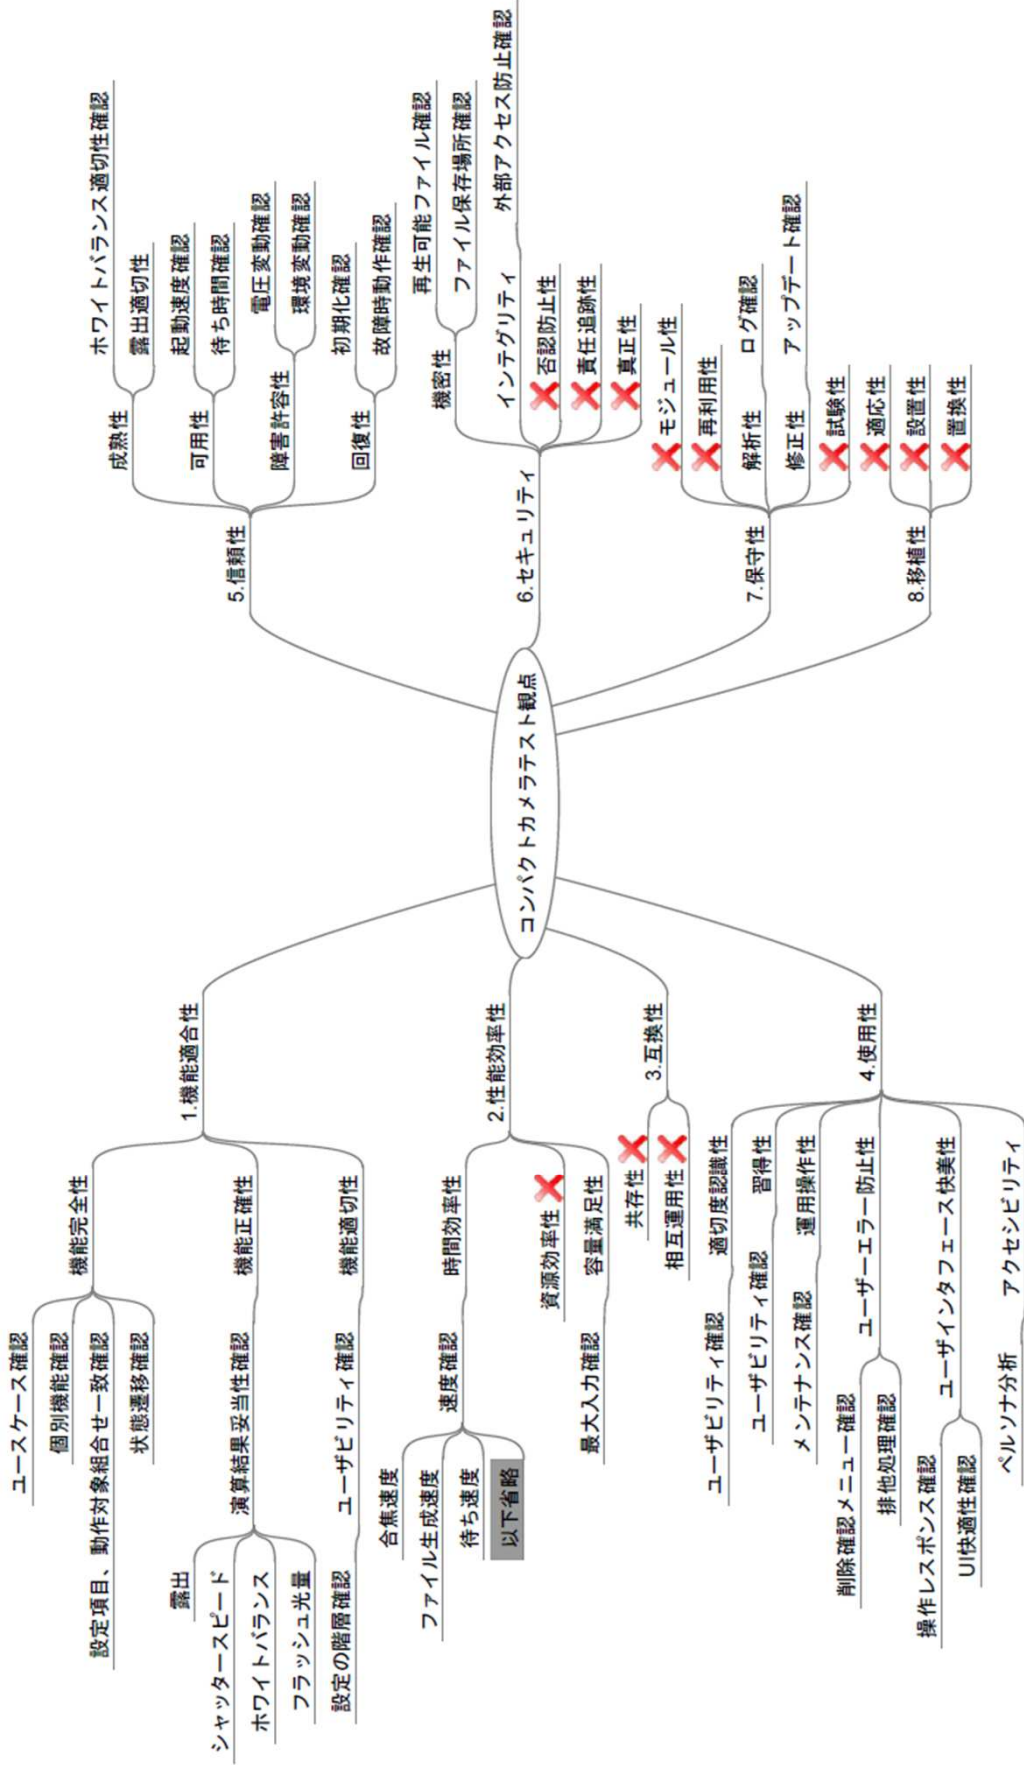 コンパクトカメラテスト観点
1.機能適合性
機能完全性
ユースケース確認
個別機能確認
設定項目、動作対象組合せ一致確認
状態遷移確認
機能正確性
演算結果妥当性確認
露出
シャッタースピード
ホワイトバランス
フラッシュ光量
機能適切性
ユーザビリティ確認
設定の階層確認
2.性能効率性
時間効率性
速度確認
合焦速度
ファイル生成速度
待ち速度
以下省略
資源効率性
容量満足性
最大入力確認
3.互換性
共存性
相互運用性
4.使用性
適切度認識性
ユーザビリティ確認
習得性
ユーザビリティ確認
運用操作性
メンテナンス確認
ユーザーエラー防止性
削除確認メニュー確認
排他処理確認
ユーザインタフェース快美性
操作レスポンス確認
UI快適性確認
アクセシビリティ
ペルソナ分析
5.信頼性
成熟性
ホワイトバランス適切性確認
露出適切性
可用性
起動速度確認
待ち時間確認
障害許容性
電圧変動確認
環境変動確認
回復性
初期化確認
故障時動作確認
6.セキュリティ
機密性
再生可能ファイル確認
ファイル保存場所確認
インテグリティ
外部アクセス防止確認
否認防止性
責任追跡性
真正性
7.保守性
モジュール性
再利用性
解析性
ログ確認
修正性
アップデート確認
試験性
8.移植性
適応性
設置性
置換性